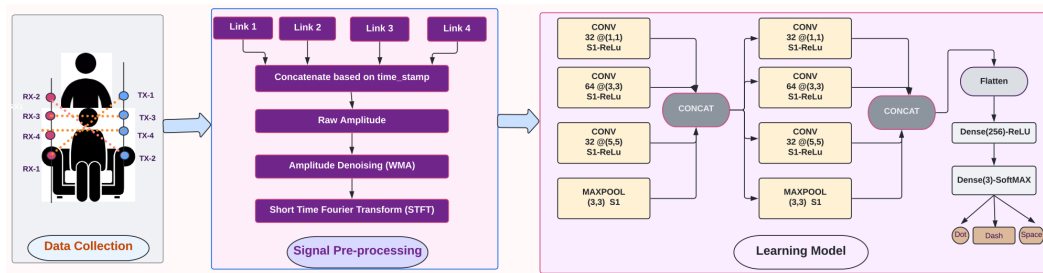 RX-2
RX-3
RX-4
RX-1
TX-1
TX-3
TX-4
TX-2
Data Collection
Link 1
Link 2
Link 3
Link 4
Concatenate based on time_stamp
Raw Amplitude
Amplitude Denoising (WMA)
Short Time Fourier Transform (STFT)
Signal Pre-processing
CONV
32 @(1,1)
S1-ReLu
CONV
64 @(3,3)
S1-ReLu
CONV
32 @(5,5)
S1-ReLu
MAXPOOL
(3,3) S1
CONCAT
CONV
32 @(1,1)
S1-ReLu
CONV
64 @(3,3)
S1-ReLu
CONV
32 @(5,5)
S1-ReLu
MAXPOOL
(3,3) S1
CONCAT
Flatten
Dense(256)-ReLU
Dense(3)-SoftMAX
Dot
Dash
Space
Learning Model